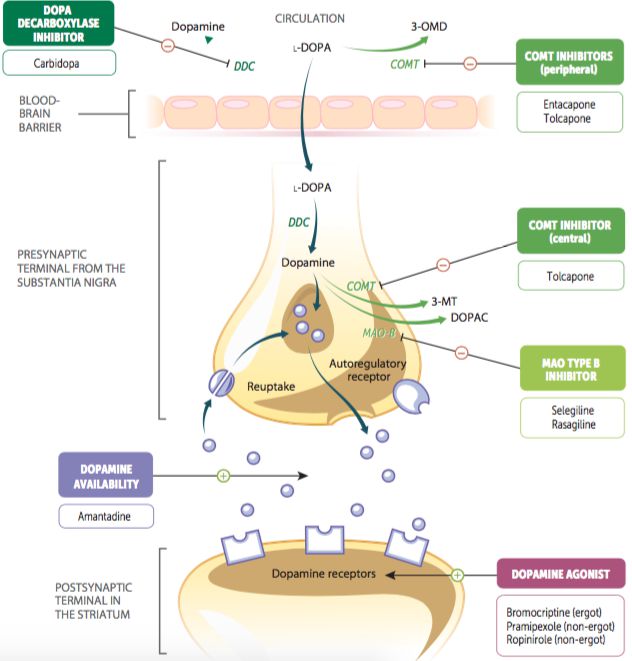 DOPA
DECARBOXYLASE
INHIBITOR
Carbidopa
Dopamine
CIRCULATION
L-DOPA
3-OMD
DDC
COMT
COMT INHIBITORS
(peripheral)
Entacapone
Tolcapone
BLOOD-
BRAIN
BARRIER
L-DOPA
DDC
Dopamine
PRESYNAPTIC
TERMINAL FROM THE
SUBSTANTIA NIGRA
COMT INHIBITOR
(central)
Tolcapone
COMT
3-MT
DOPAC
MAO-B
MAO TYPE B
INHIBITOR
Selegiline
Rasagiline
Autoregulatory
receptor
Reuptake
DOPAMINE
AVAILABILITY
Amantadine
Dopamine receptors
DOPAMINE AGONIST
Bromocriptine (ergot)
Pramipexole (non-ergot)
Ropinirole (non-ergot)
POSTSYNAPTIC
TERMINAL IN
THE STRIATUM